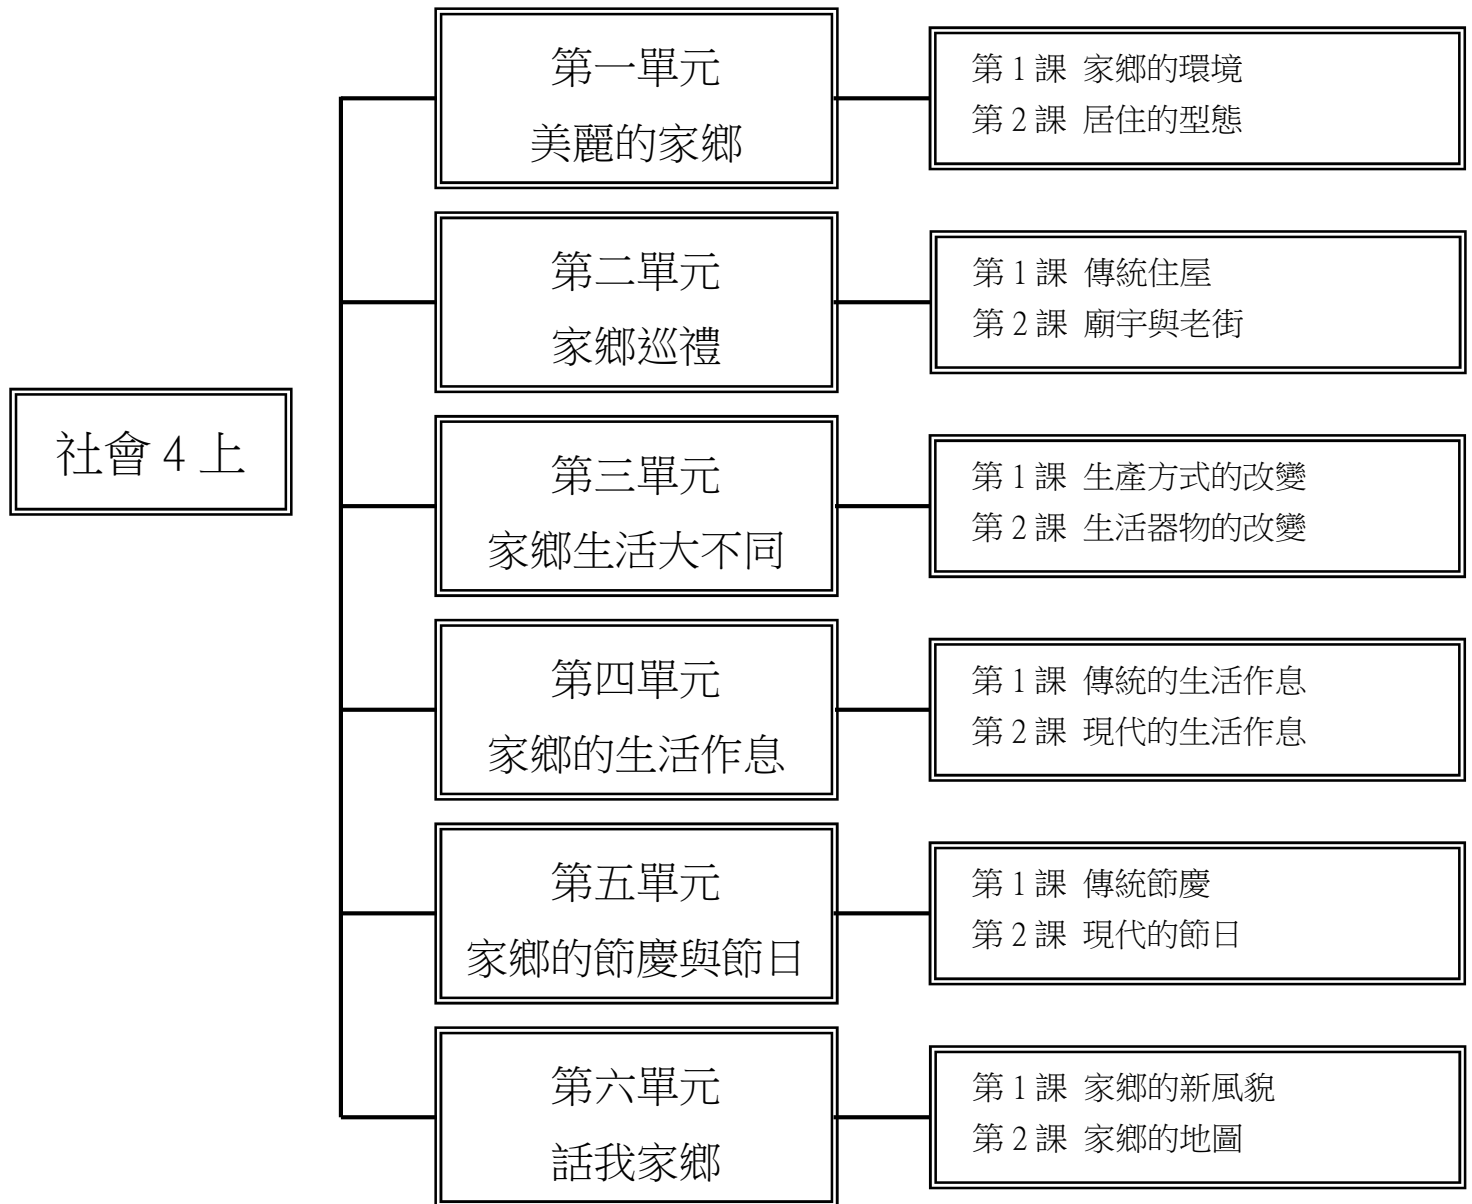 社會 4 上
第一單元
美麗的家鄉
第 1 課 家鄉的環境
第 2 課 居住的型態
第二單元
家鄉巡禮
第 1 課 傳統住屋
第 2 課 廟宇與老街
第三單元
家鄉生活大不同
第 1 課 生產方式的改變
第 2 課 生活器物的改變
第四單元
家鄉的生活作息
第 1 課 傳統的生活作息
第 2 課 現代的生活作息
第五單元
家鄉的節慶與節日
第 1 課 傳統節慶
第 2 課 現代的節日
第六單元
話我家鄉
第 1 課 家鄉的新風貌
第 2 課 家鄉的地圖